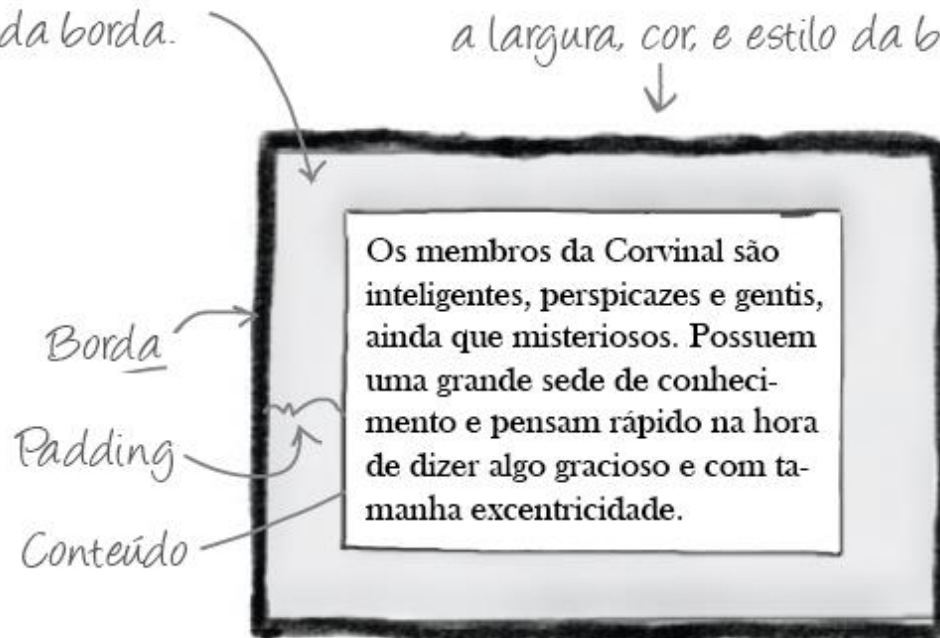 da borda.
a largura, cor, e estilo da b
Os membros da Corvinal são
inteligentes, perspicazes e gentis,
ainda que misteriosos. Possuem
uma grande sede de conheci-
mento e pensam rápido na hora
de dizer algo gracioso e com ta-
manha excentricidade.
Borda
Padding
Conteúdo